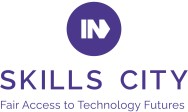 IN
SKILLS CITY
Fair Access to Technology Futures